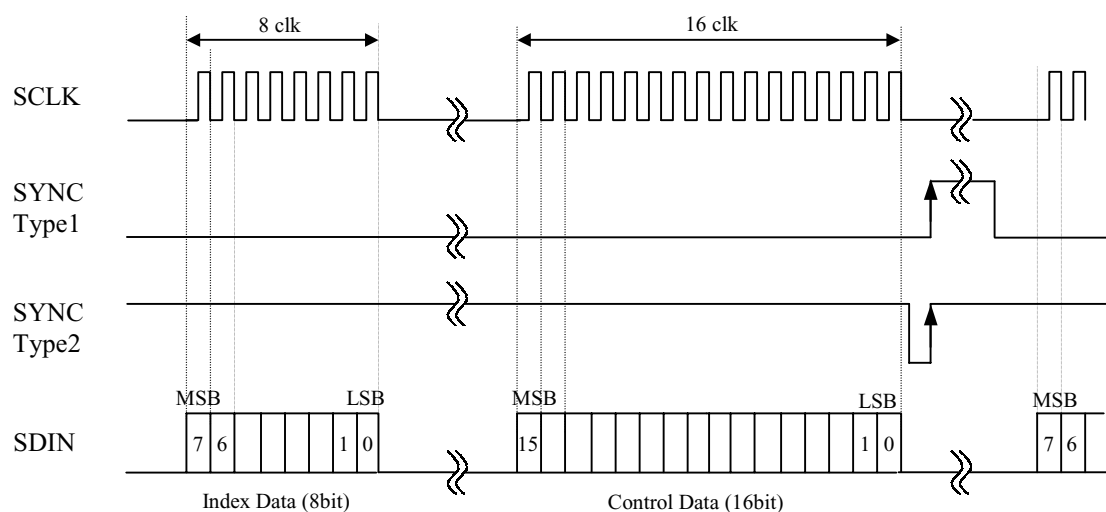 8 clk
16 clk
SCLK
SYNC
Type1
SYNC
Type2
MSB
LSB
LSB
MSB
SDIN
7 6 1 0
15 1 0
7 6
Index Data (8bit)
Control Data (16bit)